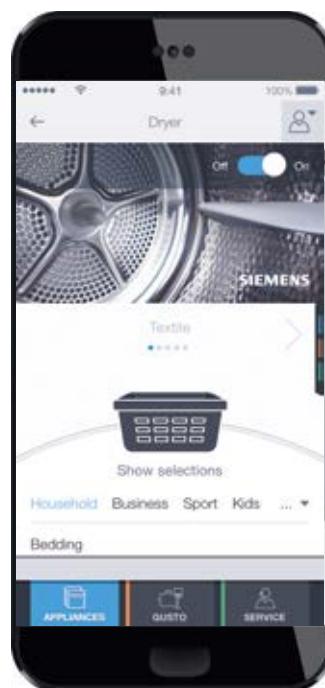 9:41 100%
Dryer
Off On
SIEMENS
Textile
Show selections
Household Business Sport Kids ...
Bedding
APPLIANCES GUSTO SERVICE